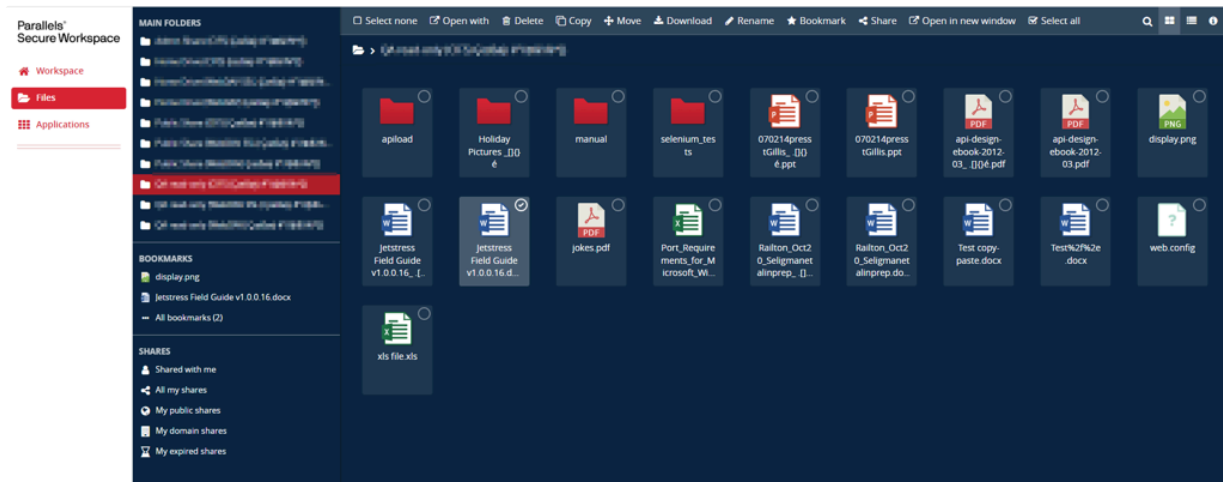 Parallels®
Secure Workspace
Workspace
Files
Applications
MAIN FOLDERS
BOOKMARKS
display.png
Jetstress Field Guide v1.0.0.16.docx
All bookmarks (2)
SHARES
Shared with me
All my shares
My public shares
My domain shares
My expired shares
Select none Open with Delete Copy Move Download Rename Bookmark Share Open in new window Select all
apiload
Holiday
Pictures _[]()
é
manual
selenium_tes
ts
070214press
tGillis_ .[]()
é.ppt
070214press
tGillis.ppt
PDF
api-design-
ebook-2012-
03_ .[]()é.pdf
PDF
api-design-
ebook-2012-
03.pdf
PNG
display.png
Jetstress
Field Guide
v1.0.0.16_ .[..
Jetstress
Field Guide
v1.0.0.16.d...
PDF
jokes.pdf
Port_Require
ments_for_M
icrosoft_Wi...
Railton_Oct2
0_Seligmanet
alinprep_ .[]...
Railton_Oct2
0_Seligmanet
alinprep.do...
Test copy-
paste.docx
Test%2f%2e
.docx
?
web.config
xls file.xls